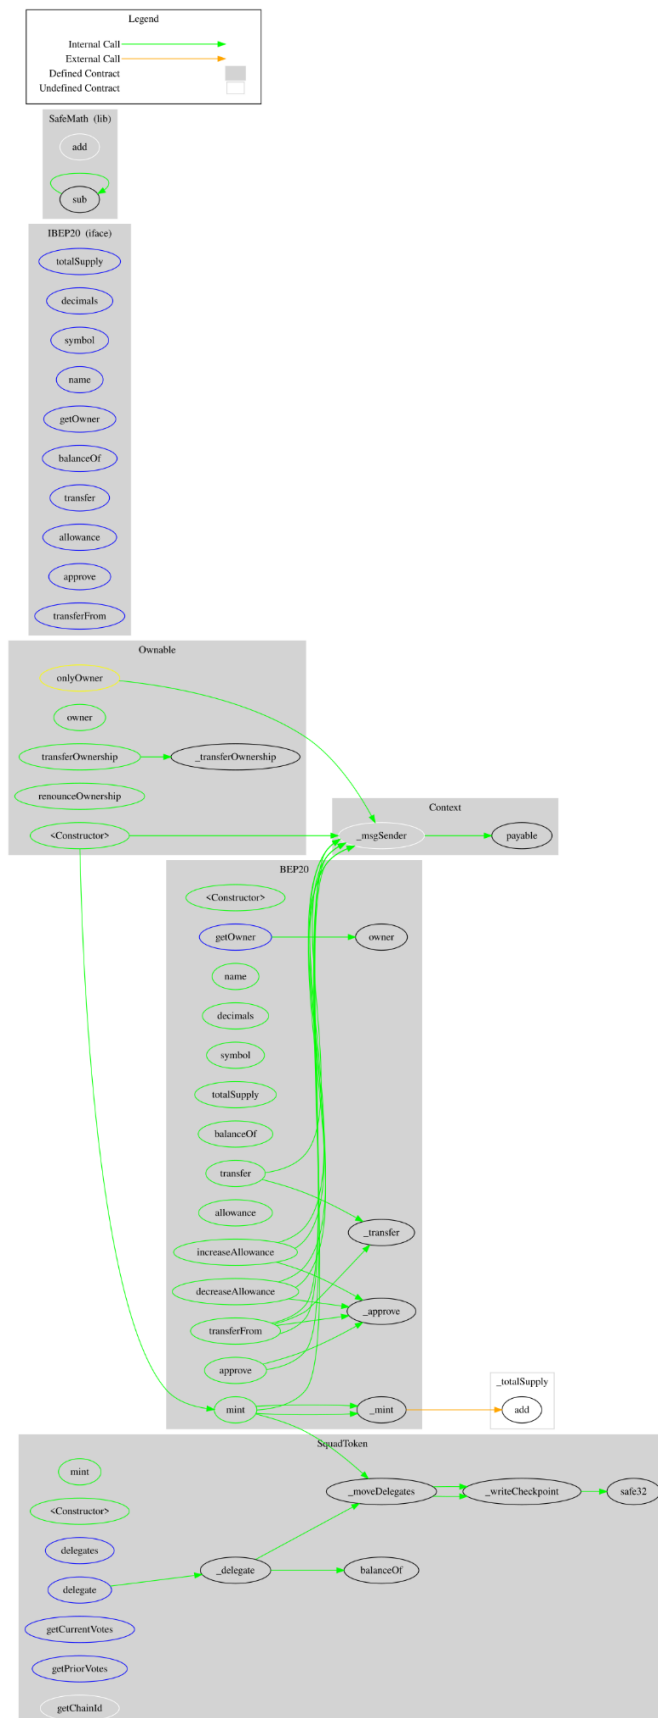 Legend
Internal Call
External Call
Defined Contract
Undefined Contract
SafeMath (lib)
add
sub
IBEP20 (iface)
totalSupply
decimals
symbol
name
getOwner
balanceOf
transfer
allowance
approve
transferFrom
Ownable
onlyOwner
owner
transferOwnership _transferOwnership
renounceOwnership
<Constructor>
Context
_msgSender payable
BEP20
<Constructor>
getOwner owner
name
decimals
symbol
totalSupply
balanceOf
transfer
allowance
_transfer
increaseAllowance
decreaseAllowance
_approve
transferFrom
approve
mint _mint
_totalSupply
add
SquadToken
mint
_moveDelegates _writeCheckpoint safe32
<Constructor>
delegates
_delegate balanceOf
delegate
getCurrentVotes
getPriorVotes
getChainId